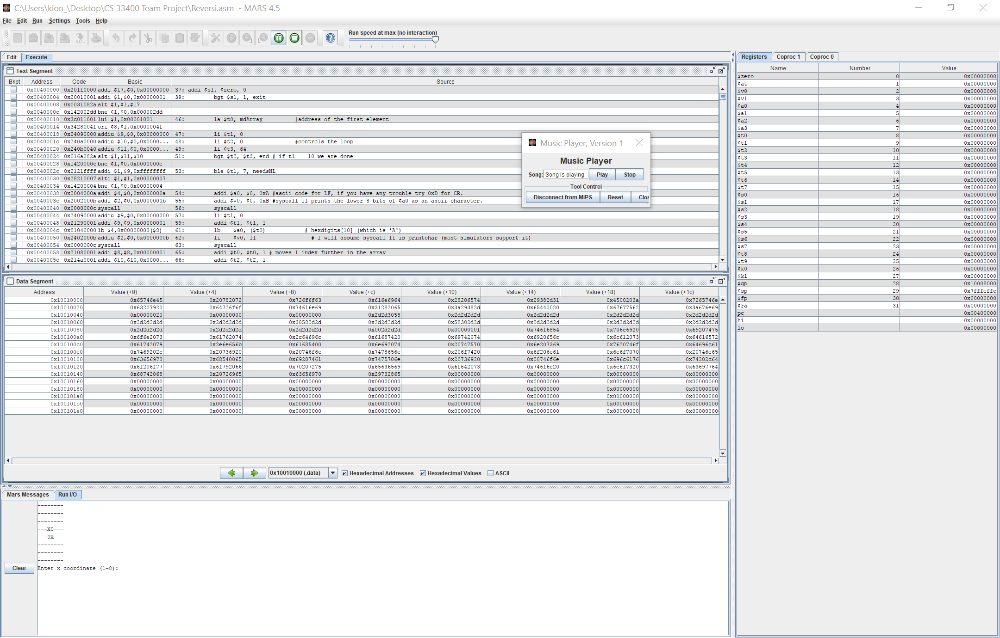 C:\Users\kion_\Desktop\CS 33400 Team Project\Reversi.asm - MARS 4.5
File Edit Run Settings Tools Help
Run speed at max (no interaction)
Edit Execute
Text Segment
Bkpt Address Code Basic Source
0x00400000 0x20110000 addi $17,$0,0x00000000 37: addi $s1, $zero, 0
0x00400004 0x20010001 addi $1,$0,0x00000001 39: bgt $s1, 1, exit
0x00400008 0x0031082a slt $1,$1,$17
0x0040000c 0x142002dd bne $1,$0,0x000002dd
0x00400010 0x3c011001 lui $1,0x00001001 46: la $t0, mdArray #address of the first element
0x00400014 0x3428004f ori $8,$1,0x0000004f
0x00400018 0x24090000 addiu $9,$0,0x00000000 47: li $t1, 0
0x0040001c 0x240a0000 addiu $10,$0,0x0000... 48: li $t2, 0 #controls the loop
0x00400020 0x240b0040 addiu $11,$0,0x0000... 49: li $t3, 64
0x00400024 0x016a082a slt $1,$11,$10 51: bgt $t2, $t3, end # if t1 == 10 we are done
0x00400028 0x1420000e bne $1,$0,0x0000000e
0x0040002c 0x2121ffff addi $1,$9,0xffffffff 53: ble $t1, 7, needsNL
0x00400030 0x28210007 slti $1,$1,0x00000007
0x00400034 0x14200004 bne $1,$0,0x00000004
0x00400038 0x2004000a addi $4,$0,0x0000000a 54: addi $a0, $0, 0xA #ascii code for LF, if you have any trouble try 0xD for CR.
0x0040003c 0x2002000b addi $2,$0,0x0000000b 55: addi $v0, $0, 0xB #syscall 11 prints the lower 8 bits of $a0 as an ascii character.
0x00400040 0x0000000c syscall 56: syscall
0x00400044 0x24090000 addiu $9,$0,0x00000000 57: li $t1, 0
0x00400048 0x21290001 addi $9,$9,0x00000001 59: addi $t1, $t1, 1
0x0040004c 0x81040000 lb $4,0x00000000($8) 61: lb $a0, ($t0) # hexdigits[10] (which is 'A')
0x00400050 0x2402000b addiu $2,$0,0x0000000b 62: li $v0, 11 # I will assume syscall 11 is printchar (most simulators support it)
0x00400054 0x0000000c syscall 63: syscall
0x00400058 0x21080001 addi $8,$8,0x00000001 65: addi $t0, $t0, 1 # moves 1 index further in the array
0x0040005c 0x214a0001 addi $10,$10,0x0000... 66: addi $t2, $t2, 1
Music Player, Version 1
Music Player
Song: Song is playing Play Stop
Tool Control
Disconnect from MIPS Reset Clos
Data Segment
Address Value (+0) Value (+4) Value (+8) Value (+c) Value (+10) Value (+14) Value (+18) Value (+1c)
0x10010000 0x65746e45 0x20782072 0x726f6f63 0x616e6964 0x28206574 0x29382d31 0x4500203a 0x7265746e
0x10010020 0x63207920 0x64726f6f 0x74616e69 0x31282065 0x3a29382d 0x65440020 0x67677562 0x3a676e69
0x10010040 0x00000020 0x00000000 0x00000000 0x2d2d3058 0x2d2d2d2d 0x2d2d2d2d 0x2d2d2d2d 0x2d2d2d2d
0x10010060 0x2d2d2d2d 0x2d2d2d2d 0x30582d2d 0x58302d2d 0x2d2d2d2d 0x2d2d2d2d 0x2d2d2d2d 0x2d2d2d2d
0x10010080 0x2d2d2d2d 0x2d2d2d2d 0x2d2d2d2d 0x002d2d2d 0x00000001 0x74616854 0x706e6920 0x69207475
0x100100a0 0x6f6e2073 0x61762074 0x2c64696c 0x61687420 0x69742074 0x6920656c 0x6c612073 0x64616572
0x100100c0 0x61742079 0x2e6e656b 0x61685400 0x6e692074 0x20747570 0x6e207369 0x7620746f 0x64696c61
0x100100e0 0x7469202c 0x20736920 0x20746f6e 0x7478656e 0x206f7420 0x6f206e61 0x6e6f7070 0x20746e65
0x10010100 0x63656970 0x68540065 0x69207461 0x7475706e 0x20736920 0x20746f6e 0x696c6176 0x74202c64
0x10010120 0x6f206f77 0x6f792066 0x70207275 0x65636569 0x6f642073 0x746f6e20 0x6e617320 0x63697764
0x10010140 0x68742068 0x20726965 0x63656970 0x29732865 0x00000000 0x00000000 0x00000000 0x00000000
0x10010160 0x00000000 0x00000000 0x00000000 0x00000000 0x00000000 0x00000000 0x00000000 0x00000000
0x10010180 0x00000000 0x00000000 0x00000000 0x00000000 0x00000000 0x00000000 0x00000000 0x00000000
0x100101a0 0x00000000 0x00000000 0x00000000 0x00000000 0x00000000 0x00000000 0x00000000 0x00000000
0x100101c0 0x00000000 0x00000000 0x00000000 0x00000000 0x00000000 0x00000000 0x00000000 0x00000000
0x100101e0 0x00000000 0x00000000 0x00000000 0x00000000 0x00000000 0x00000000 0x00000000 0x00000000
0x10010000 (.data) Hexadecimal Addresses Hexadecimal Values ASCII
Mars Messages Run I/O
--------
--------
--------
---X0---
---0X---
--------
--------
--------
Enter x coordinate (1-8):
Clear
Registers Coproc 1 Coproc 0
Name Number Value
$zero 0 0x00000000
$at 1 0x00000000
$v0 2 0x00000000
$v1 3 0x00000000
$a0 4 0x00000000
$a1 5 0x00000000
$a2 6 0x00000000
$a3 7 0x00000000
$t0 8 0x00000000
$t1 9 0x00000000
$t2 10 0x00000000
$t3 11 0x00000000
$t4 12 0x00000000
$t5 13 0x00000000
$t6 14 0x00000000
$t7 15 0x00000000
$s0 16 0x00000000
$s1 17 0x00000000
$s2 18 0x00000000
$s3 19 0x00000000
$s4 20 0x00000000
$s5 21 0x00000000
$s6 22 0x00000000
$s7 23 0x00000000
$t8 24 0x00000000
$t9 25 0x00000000
$k0 26 0x00000000
$k1 27 0x00000000
$gp 28 0x10008000
$sp 29 0x7fffeffc
$fp 30 0x00000000
$ra 31 0x00000000
pc 0x00400000
hi 0x00000000
lo 0x00000000